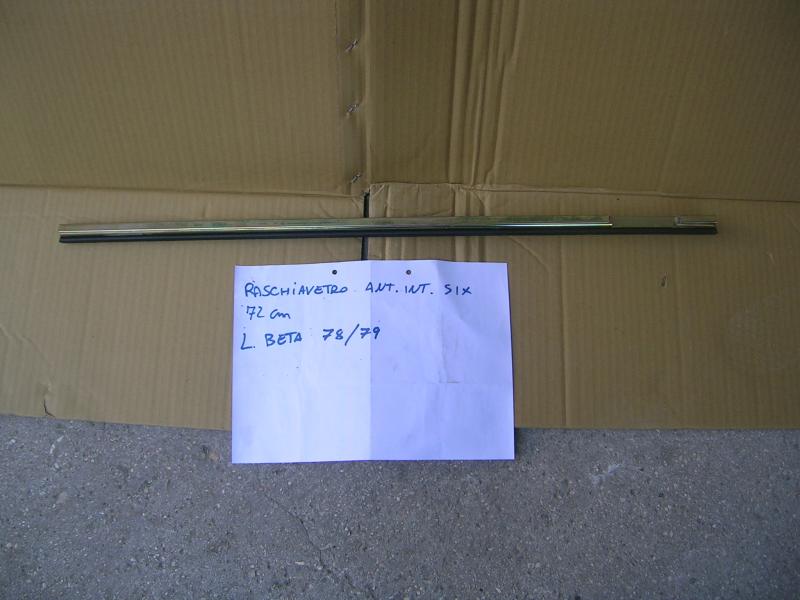 RASCHIAVETRO ANT. INT. SIX
72 cm
L. BETA 78/79